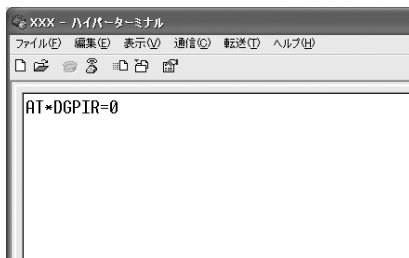 XXX - ハイパーターミナル
ファイル(F) 編集(E) 表示(V) 通信(C) 転送(T) ヘルプ(H)
AT*DGPIR=0